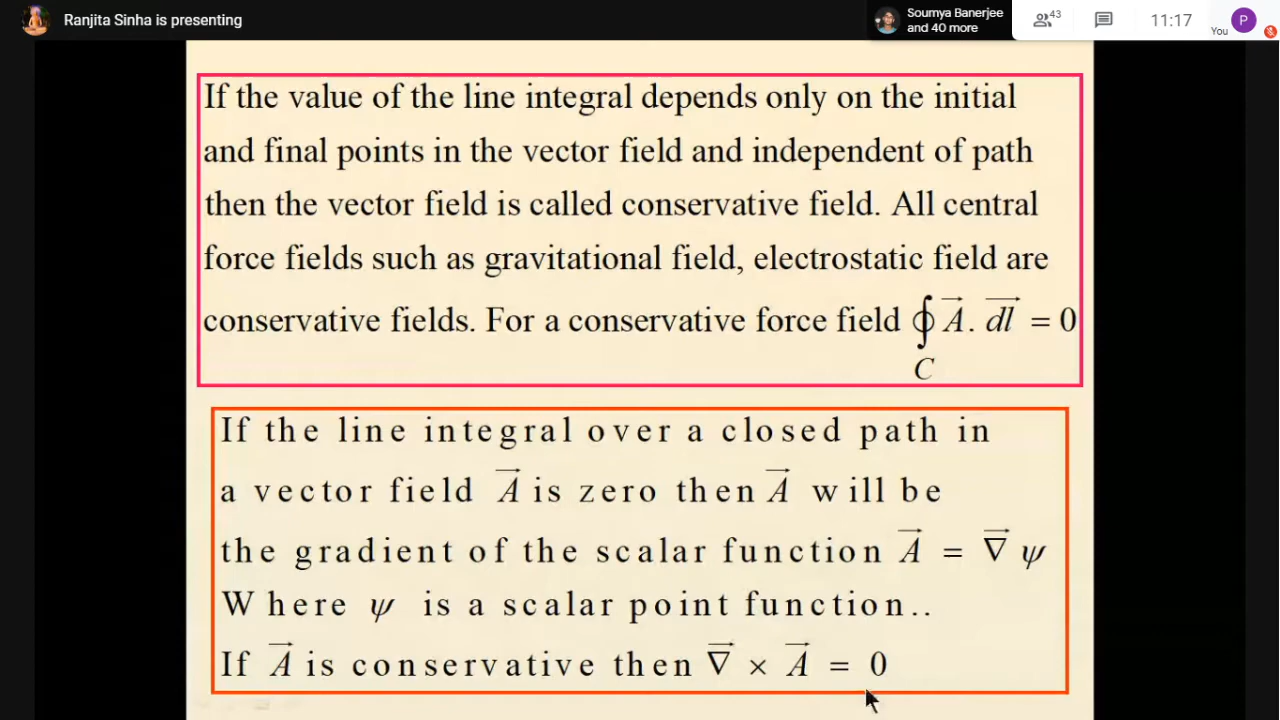 Ranjita Sinha is presenting
Soumya Banerjee
and 40 more
43
11:17
You
P
If the value of the line integral depends only on the initial
and final points in the vector field and independent of path
then the vector field is called conservative field. All central
force fields such as gravitational field, electrostatic field are
conservative fields. For a conservative force field ∮ A⃗. d⃗l = 0
C
If the line integral over a closed path in
a vector field A⃗ is zero then A⃗ will be
the gradient of the scalar function A⃗ = ∇⃗ ψ
Where ψ is a scalar point function..
If A⃗ is conservative then ∇⃗ × A⃗ = 0